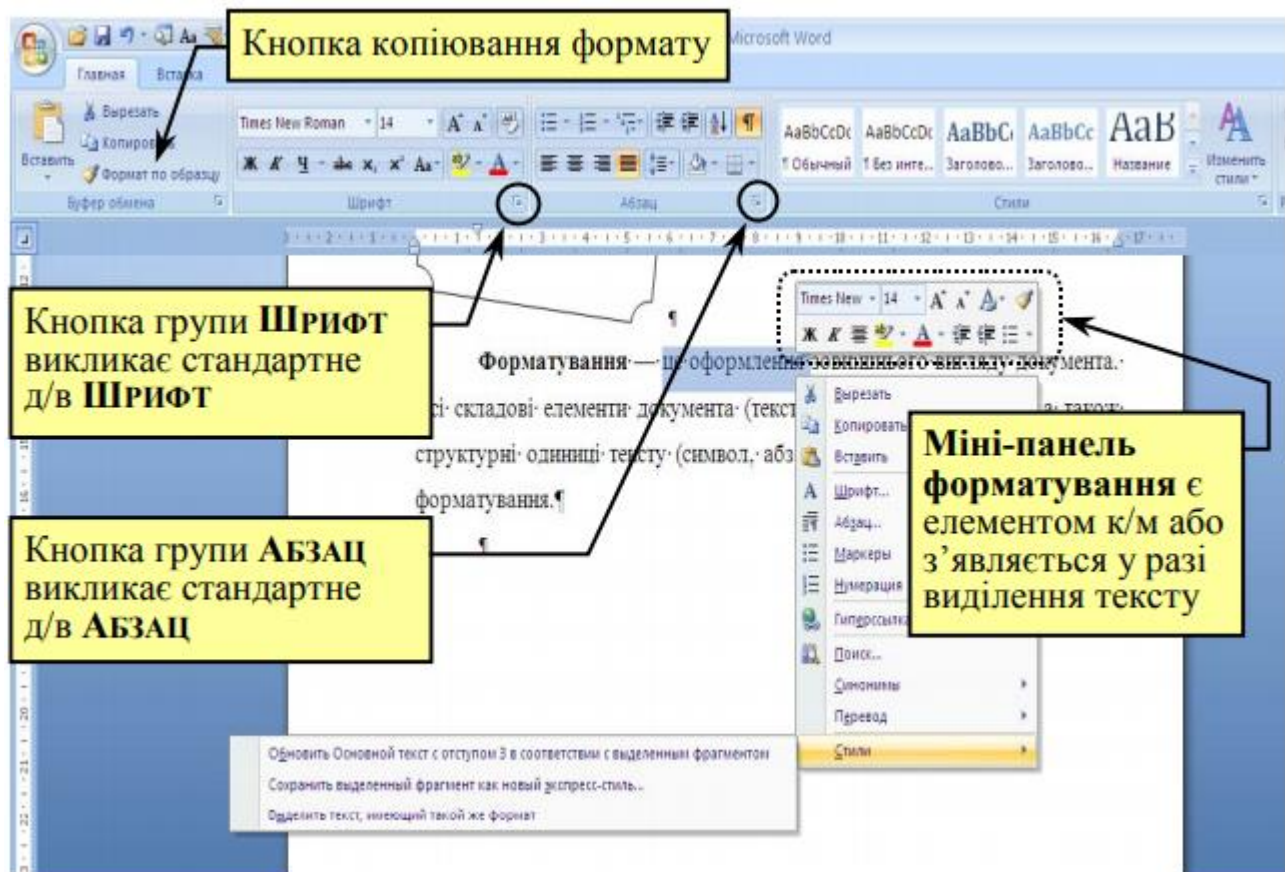 Кнопка копіювання формату
Microsoft Word
Главная Вставка
Вырезать
Копировать
Формат по образцу
Вставить
Буфер обмена
Times New Roman 14
Ж К Ч abc x₂ x² Aa
Шрифт
Абзац
AaBbCcDc AaBbCcDc AaBbC AaBbCc AaB
¶ Обычный ¶ Без инте... Заголово... Заголово... Название
Изменить
стили
Стили
Кнопка групи ШРИФТ
викликає стандартне
д/в ШРИФТ
Times New 14
Ж К
¶
Форматування — це оформлення зовнішнього вигляду документа.
сі складові елементи документа (текст а також
структурні одиниці тексту (символ, абз
форматування.¶
¶
Кнопка групи АБЗАЦ
викликає стандартне
д/в АБЗАЦ
Вырезать
Копировать
Вставить
Шрифт...
Абзац...
Маркеры
Нумерация
Гиперссылка
Поиск...
Синонимы
Перевод
Стили
Міні-панель
форматування є
елементом к/м або
з’являється у разі
виділення тексту
Обновить Основной текст с отступом 3 в соответствии с выделенным фрагментом
Сохранить выделенный фрагмент как новый экспресс-стиль...
Выделить текст, имеющий такой же формат